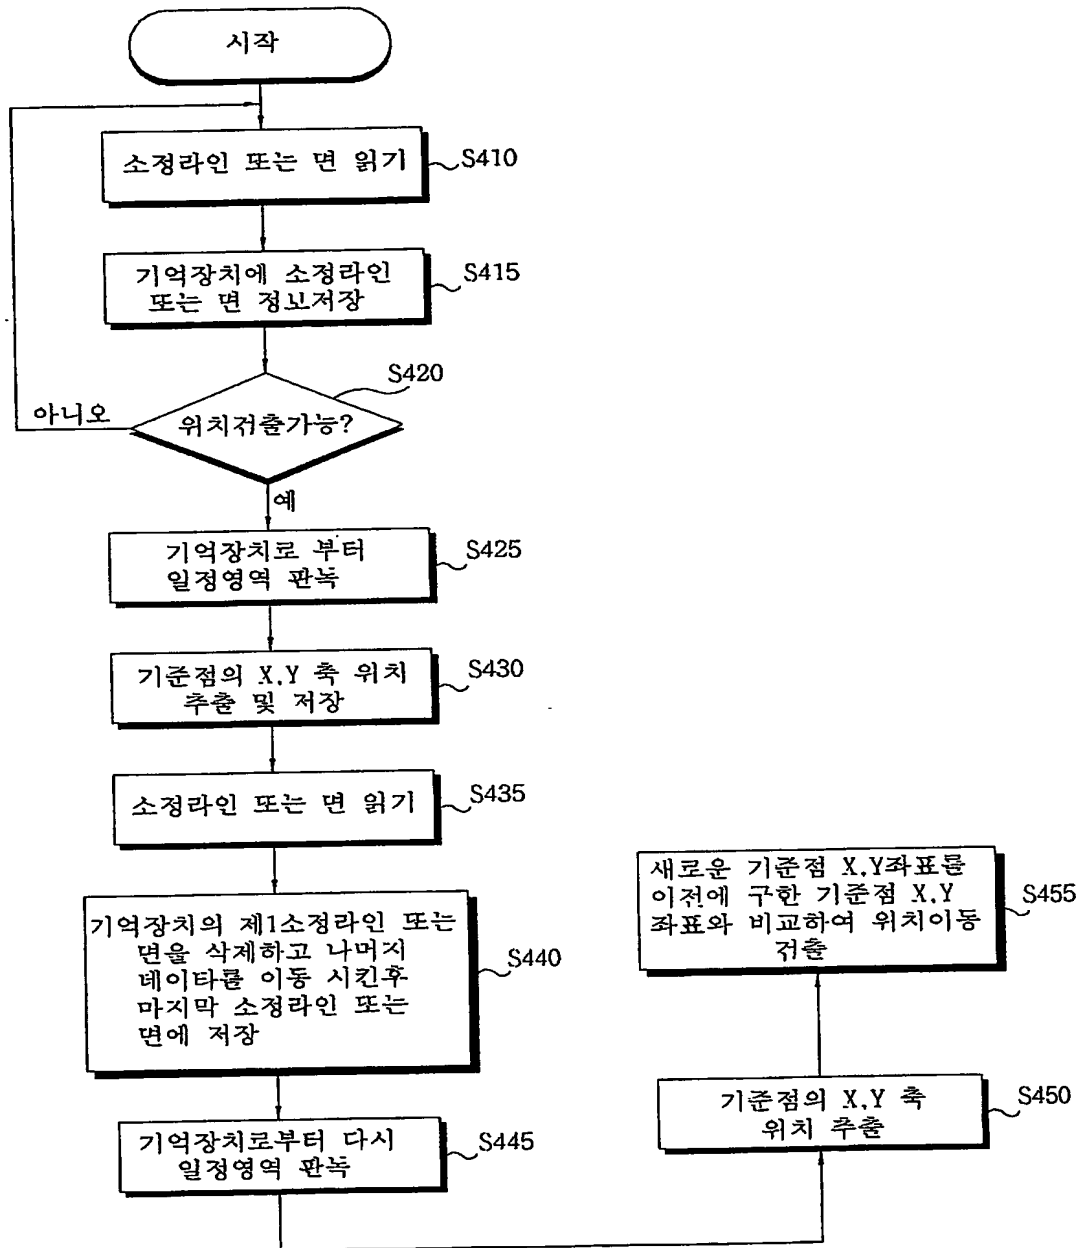 시작
소정라인 또는 면 읽기
S410
기억장치에 소정라인
또는 면 정보저장
S415
S420
위치검출가능?
아니오
예
기억장치로 부터
일정영역 판독
S425
기준점의 X,Y 축 위치
추출 및 저장
S430
소정라인 또는 면 읽기
S435
기억장치의 제1소정라인 또는
면을 삭제하고 나머지
데이타를 이동 시킨후
마지막 소정라인 또는
면에 저장
S440
기억장치로부터 다시
일정영역 판독
S445
기준점의 X,Y 축
위치 추출
S450
새로운 기준점 X,Y좌표를
이전에 구한 기준점 X,Y
좌표와 비교하여 위치이동
검출
S455